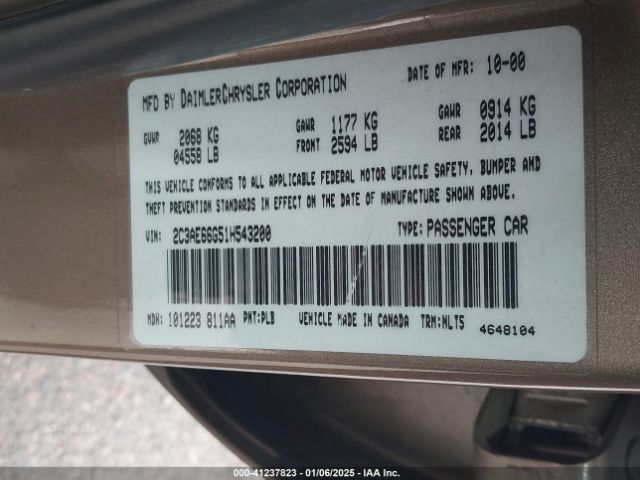 MFD BY DAIMLERCHRYSLER CORPORATION DATE OF MFR: 10-00
GVWR 2068 KG GAWR 1177 KG GAWR 0914 KG
04558 LB FRONT 2594 LB REAR 2014 LB
THIS VEHICLE CONFORMS TO ALL APPLICABLE FEDERAL MOTOR VEHICLE SAFETY, BUMPER AND
THEFT PREVENTION STANDARDS IN EFFECT ON THE DATE OF MANUFACTURE SHOWN ABOVE.
VIN: 2C3AE66G51H543200 TYPE: PASSENGER CAR
MDH: 101223 811AA PNT:PLB VEHICLE MADE IN CANADA TRM:NLT5
4648104
000-41237823 - 01/06/2025 - IAA Inc.